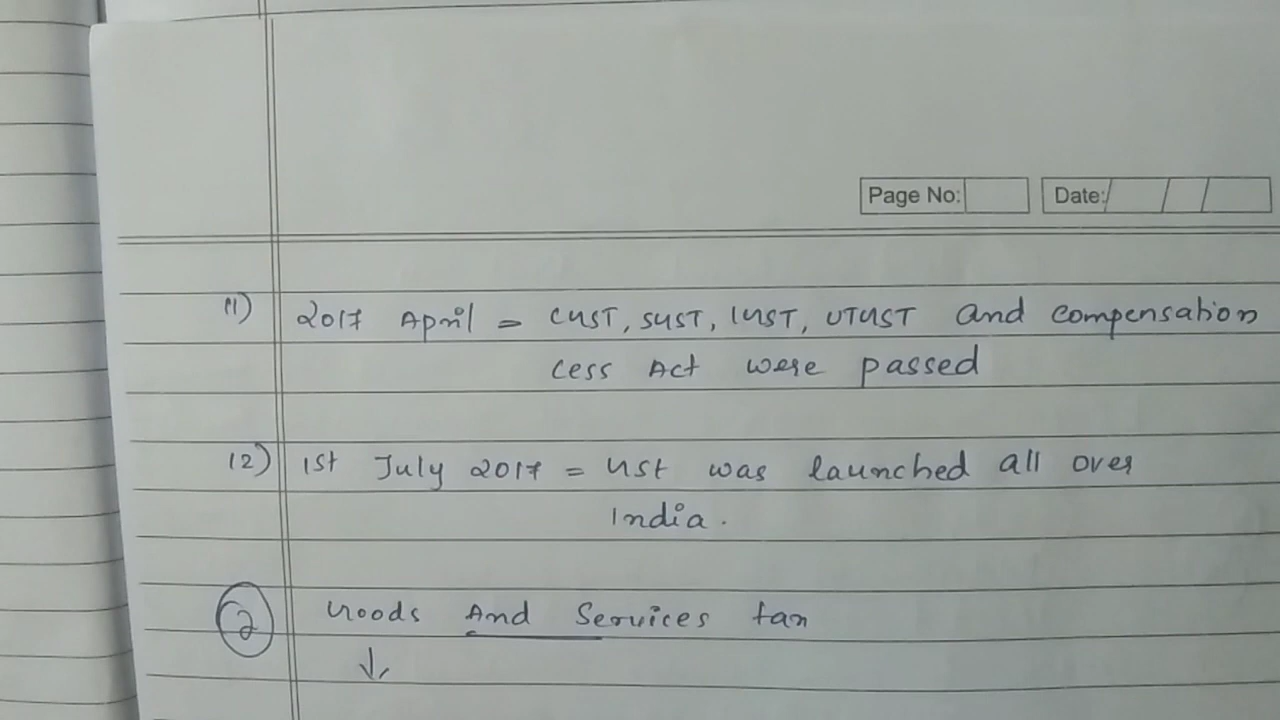 Page No: Date: / / /
11) 2017 April = CGST, SGST, IGST, UTGST and compensation
cess Act were passed
12) 1st July 2017 = GST was launched all over
India.
2 Goods And Services tax